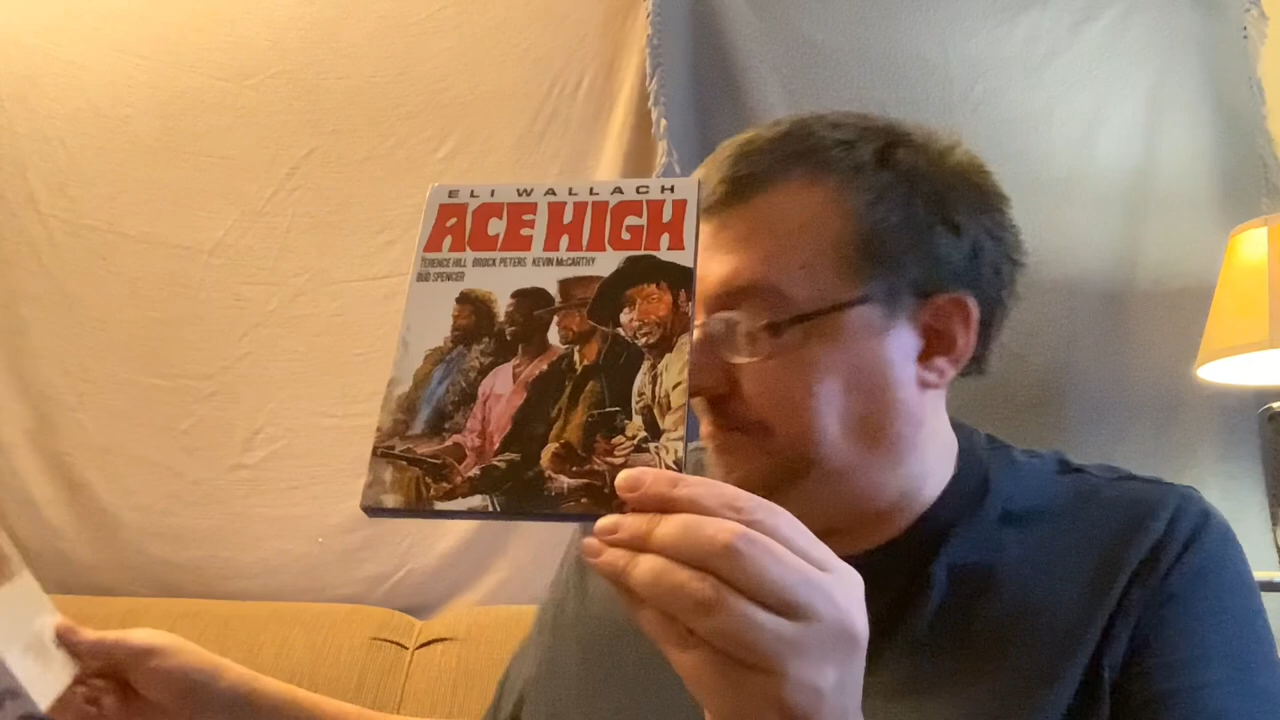 ELI WALLACH
ACE HIGH
TERENCE HILL BROCK PETERS KEVIN McCARTHY
BUD SPENCER